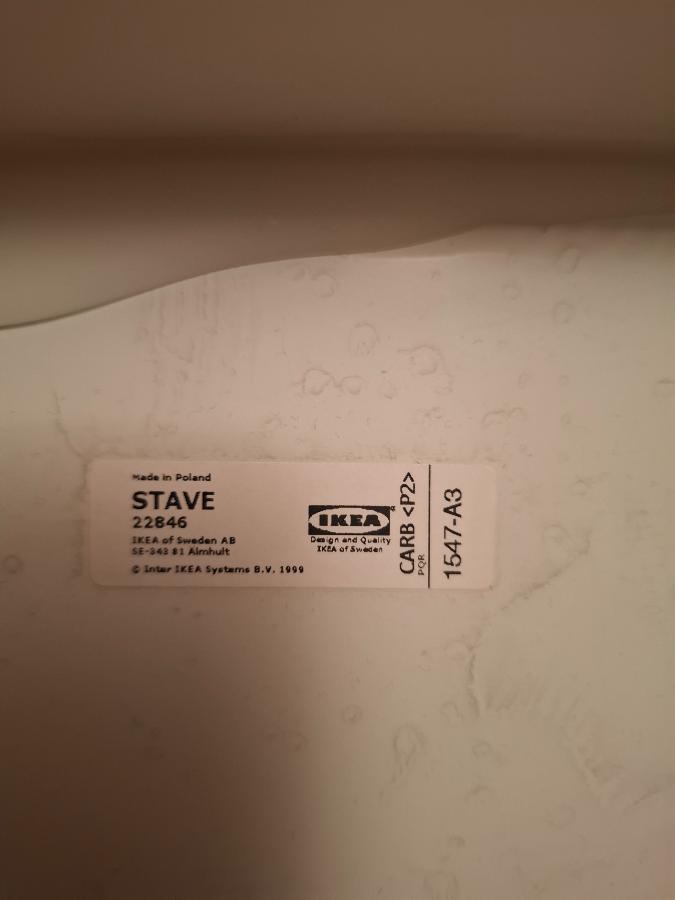 Made in Poland
STAVE
22846
IKEA of Sweden AB
SE-343 81 Älmhult
© Inter IKEA Systems B.V. 1999
IKEA®
Design and Quality
IKEA of Sweden
CARB <P2>
PQR
1547-A3